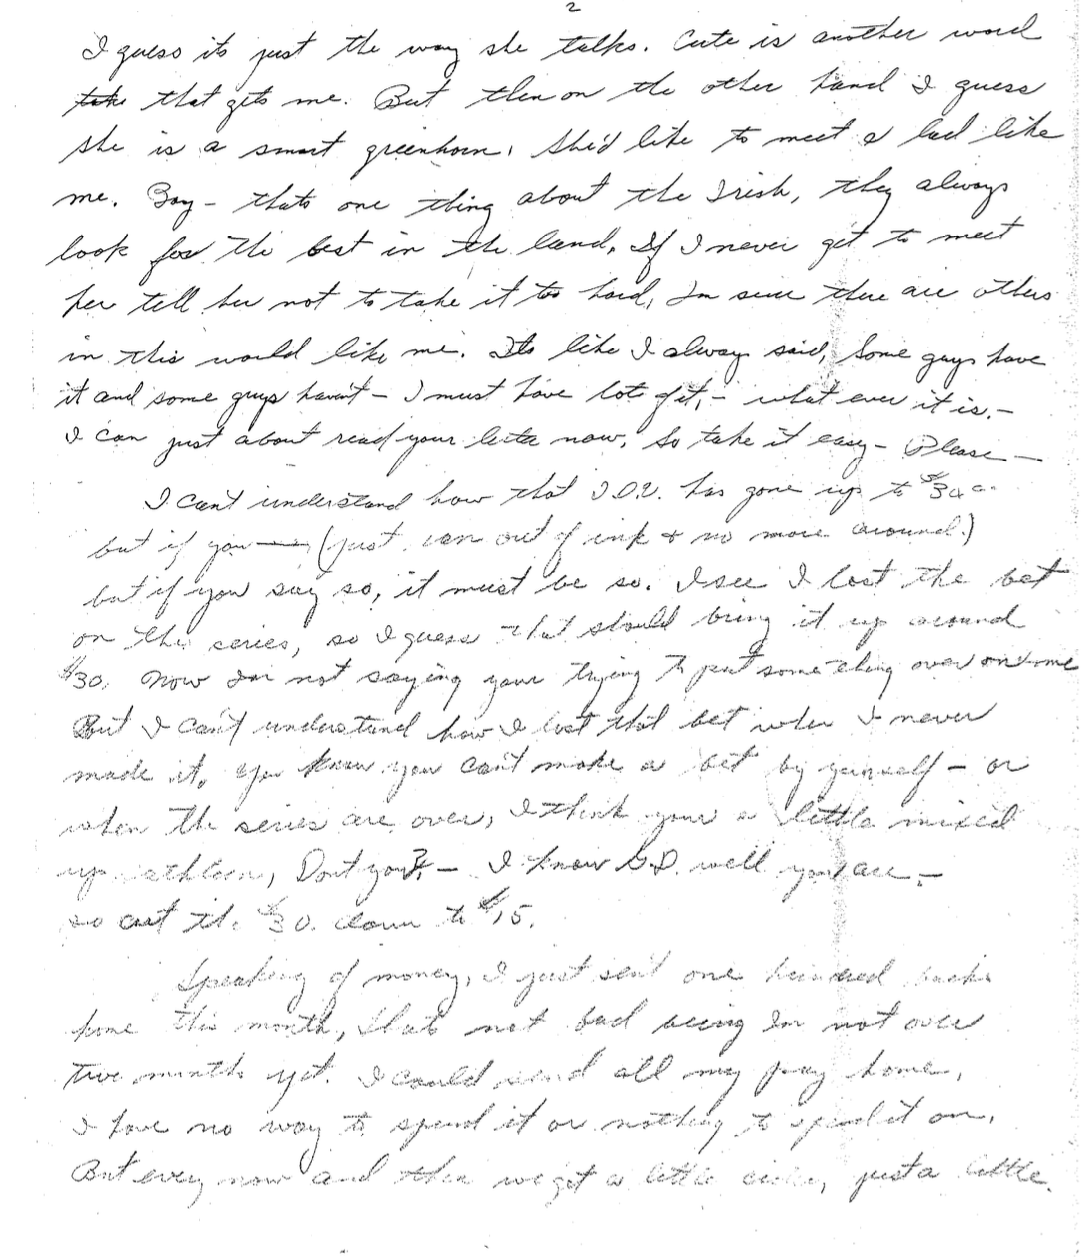 2
I guess its just the way she talks. Cute is another word
take that gets me. But then on the other hand I guess
she is a smart greenhorn. She'd like to meet a lad like
me. Boy - thats one thing about the Irish, they always
look for the best in the land. If I never get to meet
her tell her not to take it too hard, Im sure there are others
in this would like me. Its like I always said, Some guys have
it and some guys havint - I must have lots of it, - what ever it is. -
I can just about read your letter now. So take it easy - Please -
I can't understand how that I.O.U. has gone up to $34
but if you — (just ran out of ink + no more around.)
but if you say so, it must be so. I see I lost the bet
on the series, so I guess that should bring it up around
$30. Now Im not saying your trying to put something over on me
But I can't understand how I lost that bet when I never
made it. You know you can't make a bet by yourself - or
when the series are over, I think your a little mixed
up Kathleen, Dont you? - I know G.D. well you are. -
so cut the $30. down to $15.
Speaking of money, I just sent one hundred bucks
home this month, thats not bad being Im not over
two months yet. I could send all my pay home,
I have no way to spend it or nothing to spend it on.
But every now and then we get a little, just a little.